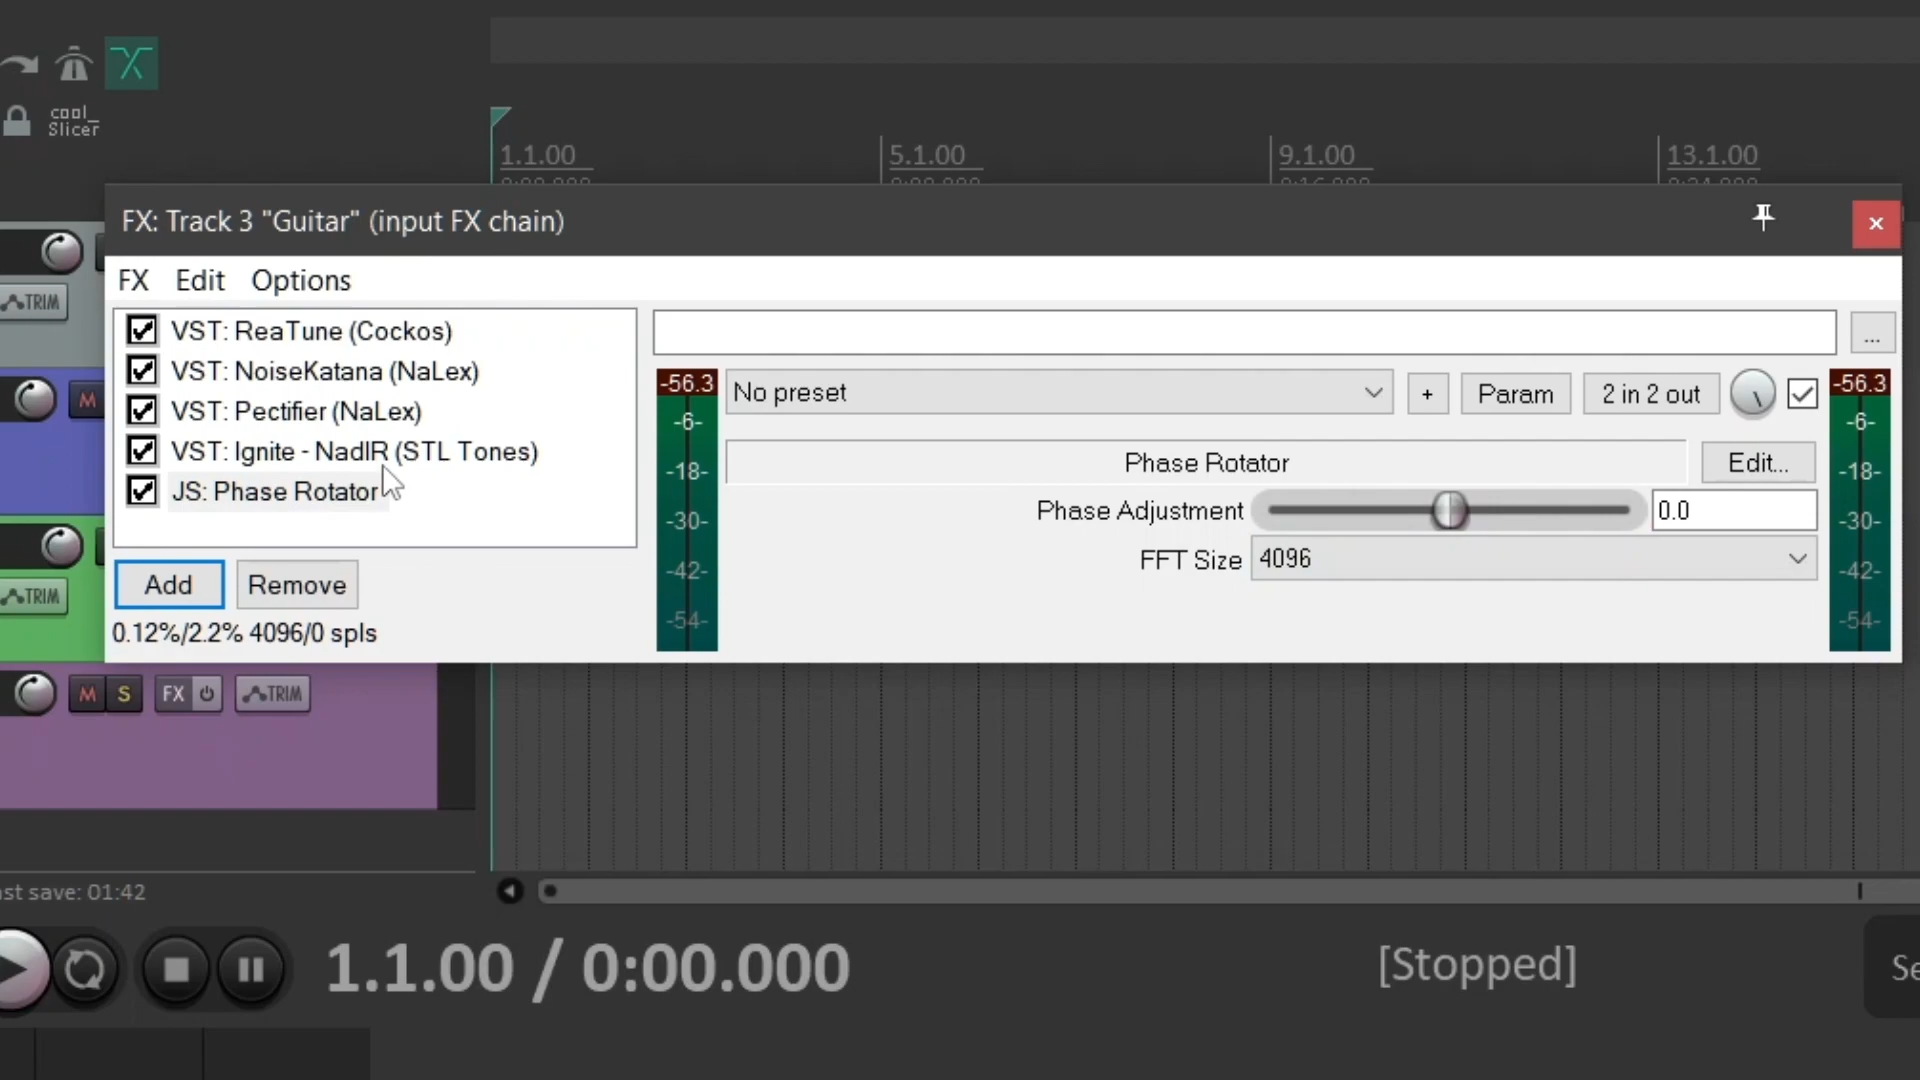 cool_
Slicer
1.1.00
5.1.00
9.1.00
13.1.00
FX: Track 3 "Guitar" (input FX chain)
FX Edit Options
TRIM
VST: ReaTune (Cockos)
VST: NoiseKatana (NaLex)
VST: Pectifier (NaLex)
VST: Ignite - NadIR (STL Tones)
JS: Phase Rotator
Add
Remove
0.12%/2.2% 4096/0 spls
...
-56.3
-6-
-18-
-30-
-42-
-54-
No preset
+
Param
2 in 2 out
Phase Rotator
Edit...
Phase Adjustment
0.0
FFT Size
4096
-56.3
-6-
-18-
-30-
-42-
-54-
M
TRIM
M S FX TRIM
st save: 01:42
1.1.00 / 0:00.000
[Stopped]
Se